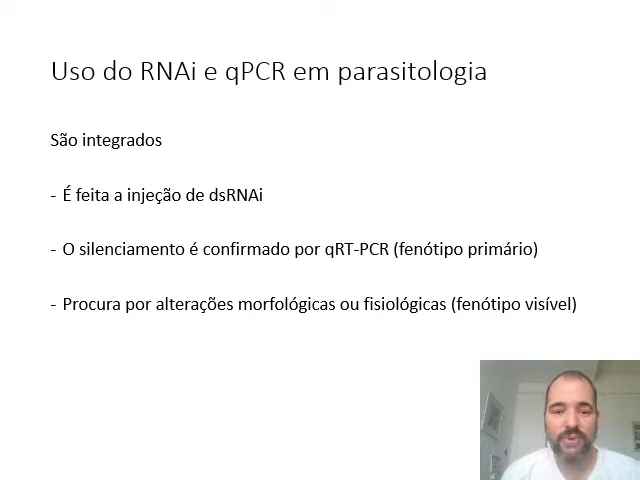 Uso do RNAi e qPCR em parasitologia
São integrados
- É feita a injeção de dsRNAi
- O silenciamento é confirmado por qRT-PCR (fenótipo primário)
- Procura por alterações morfológicas ou fisiológicas (fenótipo visível)